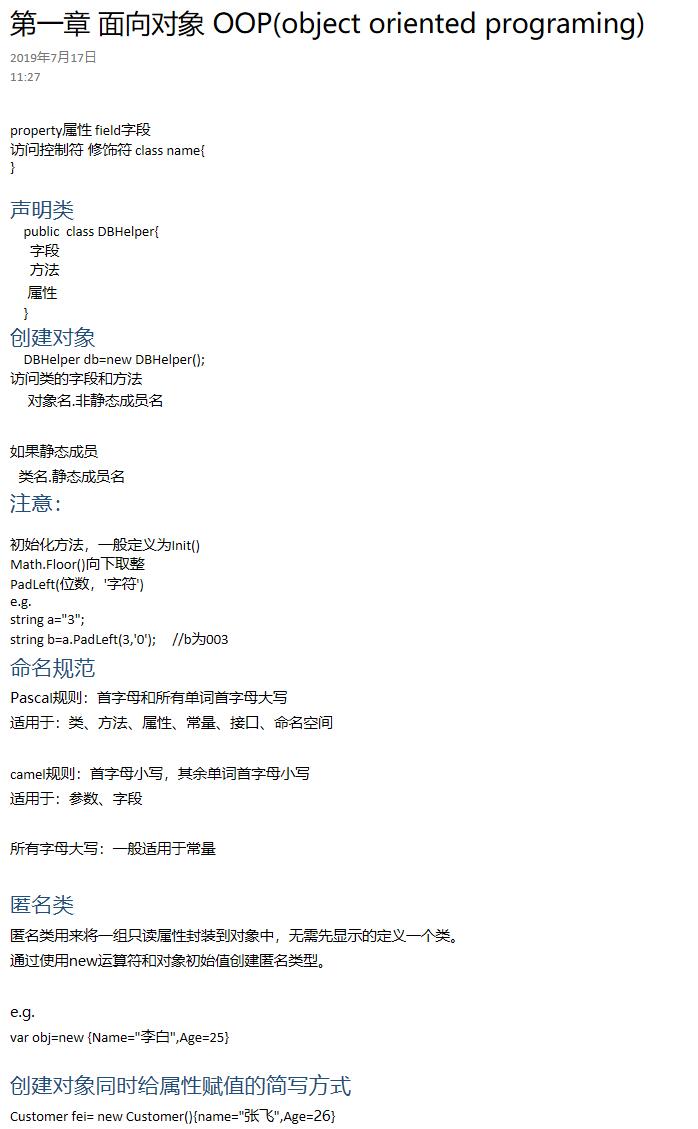 第一章 面向对象 OOP(object oriented programing)
2019年7月17日
11:27
property属性 field字段
访问控制符 修饰符 class name{
}
声明类
public  class DBHelper{
字段
方法
属性
}
创建对象
DBHelper db=new DBHelper();
访问类的字段和方法
对象名.非静态成员名
如果静态成员
类名.静态成员名
注意：
初始化方法，一般定义为Init()
Math.Floor()向下取整
PadLeft(位数，'字符')
e.g.
string a="3";
string b=a.PadLeft(3,'0');    //b为003
命名规范
Pascal规则：首字母和所有单词首字母大写
适用于：类、方法、属性、常量、接口、命名空间
camel规则：首字母小写，其余单词首字母小写
适用于：参数、字段
所有字母大写：一般适用于常量
匿名类
匿名类用来将一组只读属性封装到对象中，无需先显示的定义一个类。
通过使用new运算符和对象初始值创建匿名类型。
e.g.
var obj=new {Name="李白",Age=25}
创建对象同时给属性赋值的简写方式
Customer fei= new Customer(){name="张飞",Age=26}